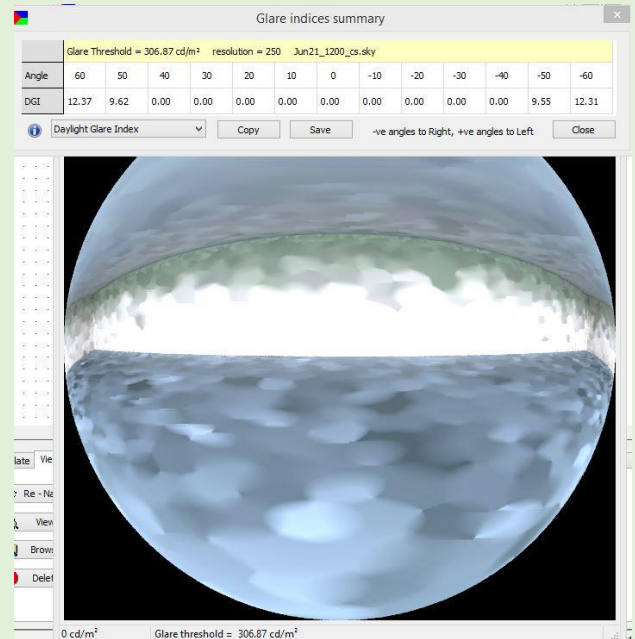 Glare indices summary
Glare Threshold = 306.87 cd/m² resolution = 250 Jun21_1200_cs.sky
Angle 60 50 40 30 20 10 0 -10 -20 -30 -40 -50 -60
DGI 12.37 9.62 0.00 0.00 0.00 0.00 0.00 0.00 0.00 0.00 0.00 9.55 12.31
Daylight Glare Index Copy Save -ve angles to Right, +ve angles to Left Close
late Vie
Re - Na
View
Brows
Delet
0 cd/m² Glare threshold = 306.87 cd/m²